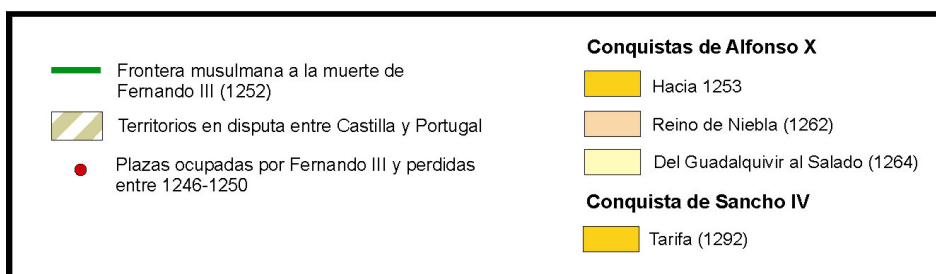 Frontera musulmana a la muerte de
Fernando III (1252)
Territorios en disputa entre Castilla y Portugal
Plazas ocupadas por Fernando III y perdidas
entre 1246-1250
Conquistas de Alfonso X
Hacia 1253
Reino de Niebla (1262)
Del Guadalquivir al Salado (1264)
Conquista de Sancho IV
Tarifa (1292)